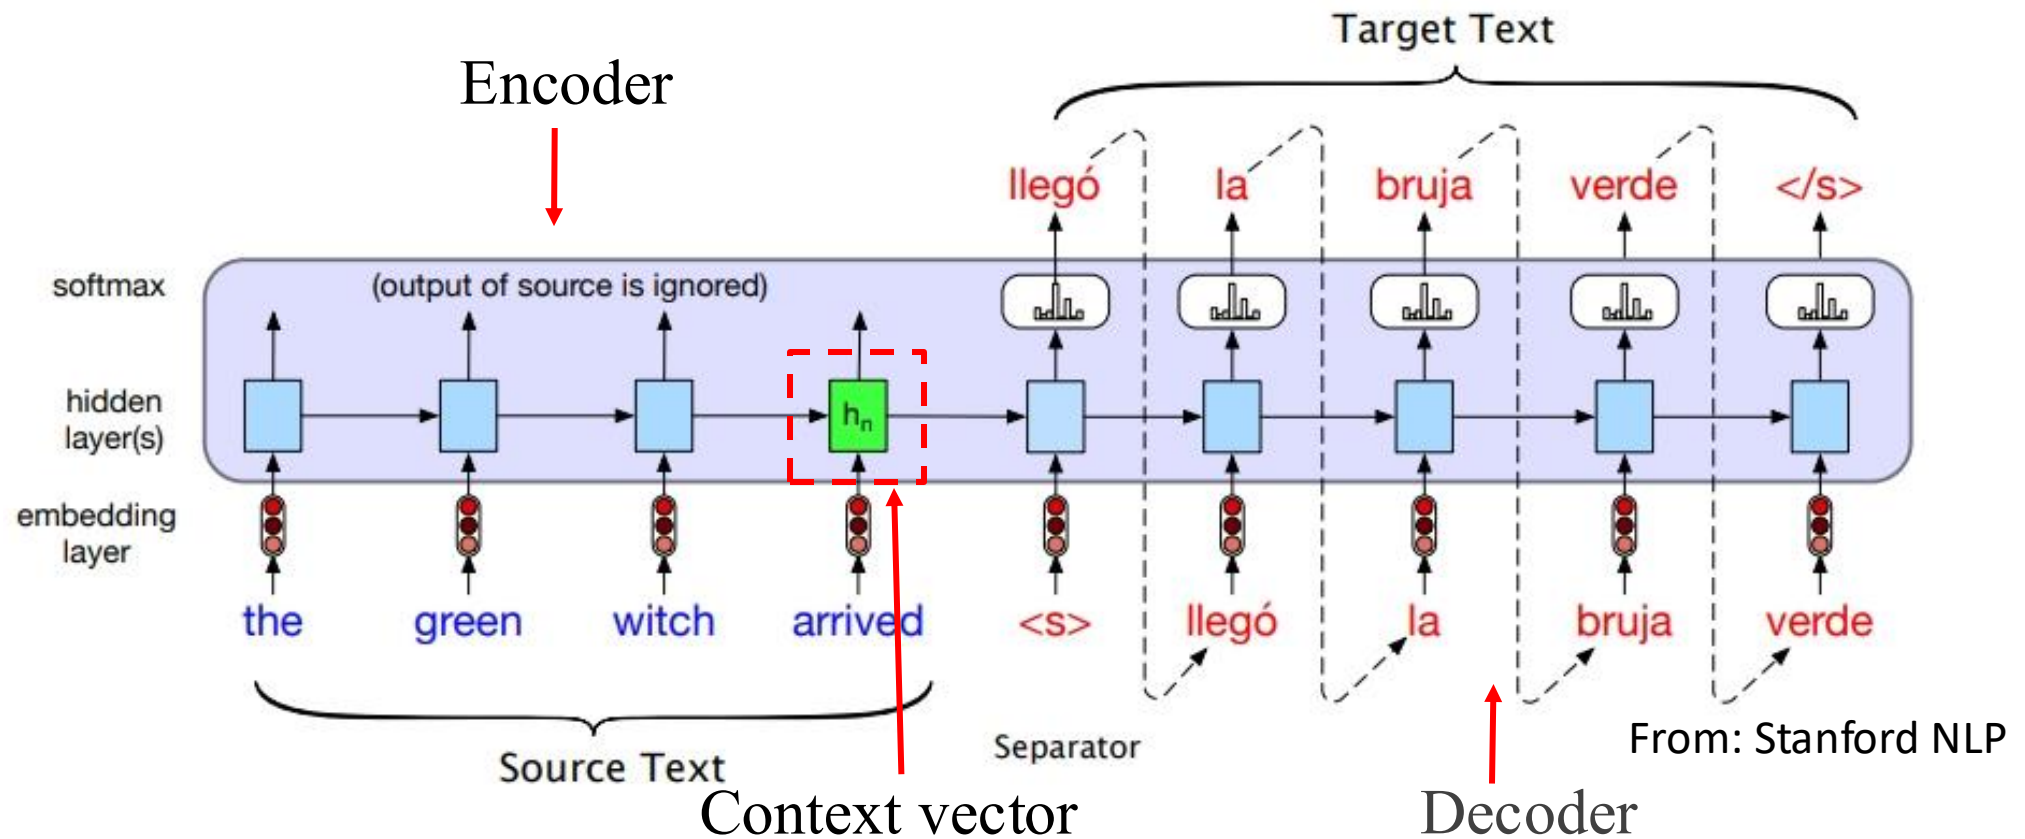 Target Text
Encoder
llegó la bruja verde </s>
softmax (output of source is ignored)
hidden
layer(s)
hn
embedding
layer
the green witch arrived <s> llegó la bruja verde
Separator
From: Stanford NLP
Source Text
Context vector
Decoder